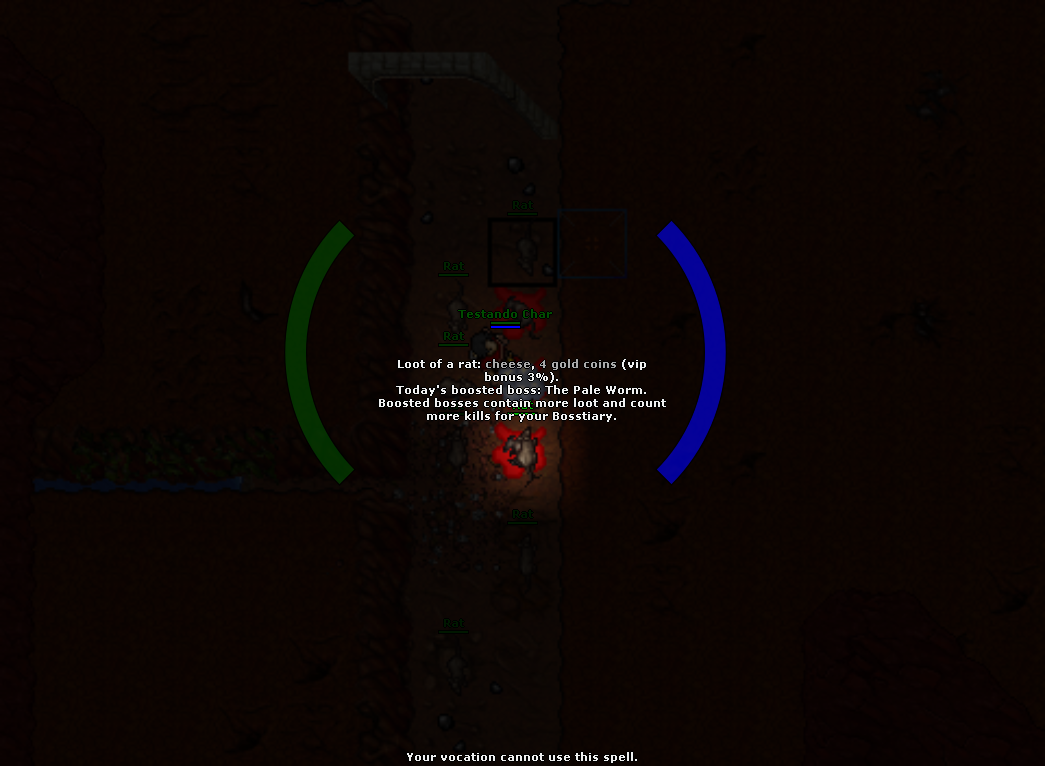 Rat
Rat
Testando Char
Rat
Loot of a rat: cheese, 4 gold coins (vip
bonus 3%).
Today's boosted boss: The Pale Worm.
Boosted bosses contain more loot and count
more kills for your Bosstiary.
Rat
Rat
Your vocation cannot use this spell.